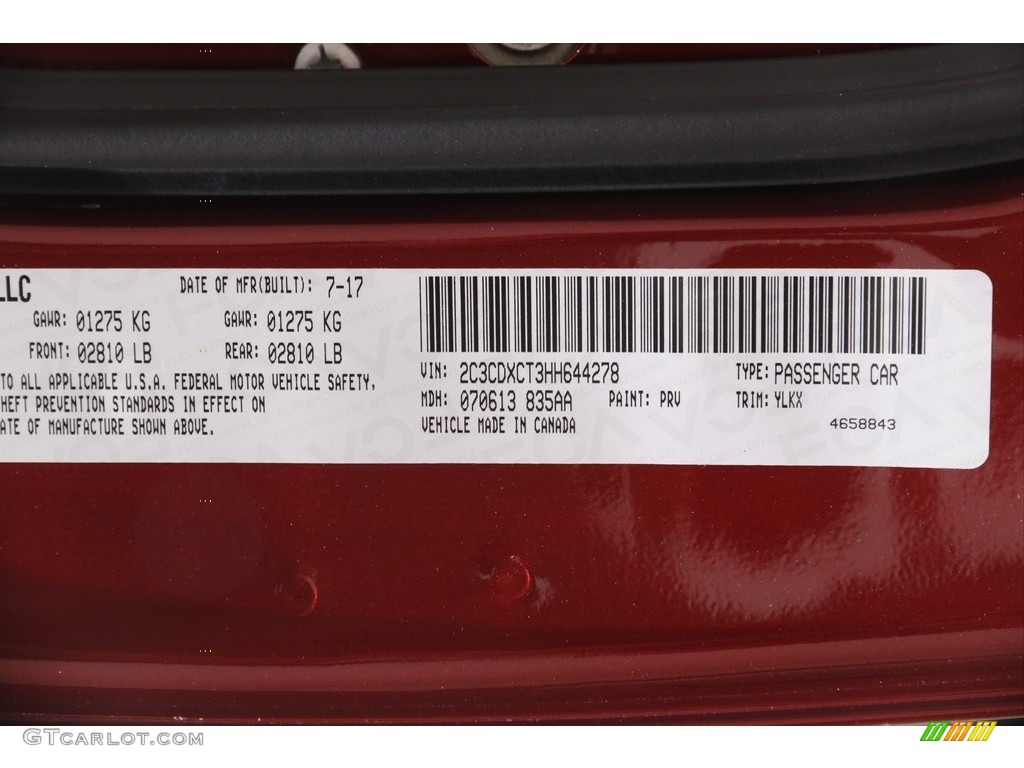 LLC DATE OF MFR(BUILT): 7-17
GAWR: 01275 KG GAWR: 01275 KG
FRONT: 02810 LB REAR: 02810 LB
TO ALL APPLICABLE U.S.A. FEDERAL MOTOR VEHICLE SAFETY,
HEFT PREVENTION STANDARDS IN EFFECT ON
ATE OF MANUFACTURE SHOWN ABOVE.
VIN: 2C3CDXCT3HH644278 TYPE: PASSENGER CAR
MDH: 070613 835AA PAINT: PRV TRIM: YLKX
VEHICLE MADE IN CANADA 4658843
GTCarlot.com